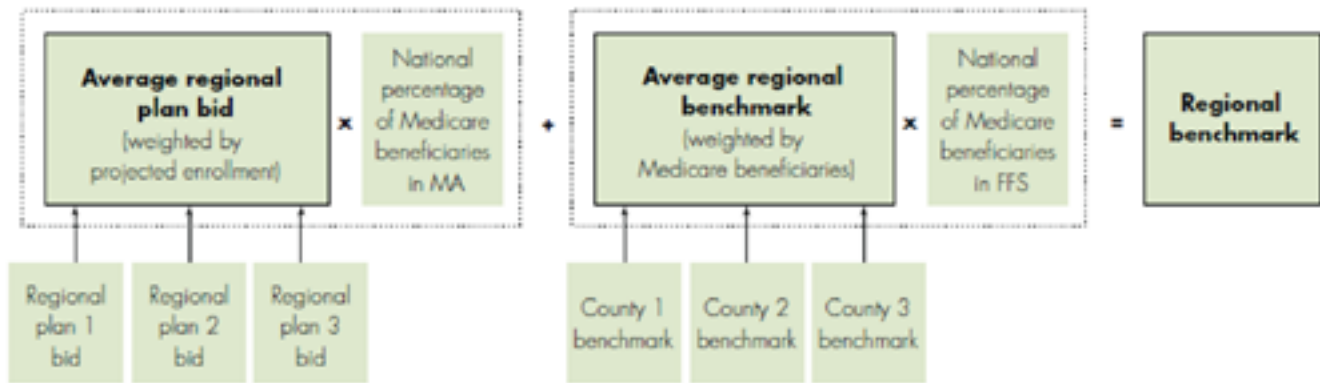 Average regional
plan bid
(weighted by
projected enrollment)
x
National
percentage
of Medicare
beneficiaries
in MA
+
Average regional
benchmark
(weighted by
Medicare beneficiaries)
x
National
percentage
of Medicare
beneficiaries
in FFS
=
Regional
benchmark
Regional
plan 1
bid
Regional
plan 2
bid
Regional
plan 3
bid
County 1
benchmark
County 2
benchmark
County 3
benchmark